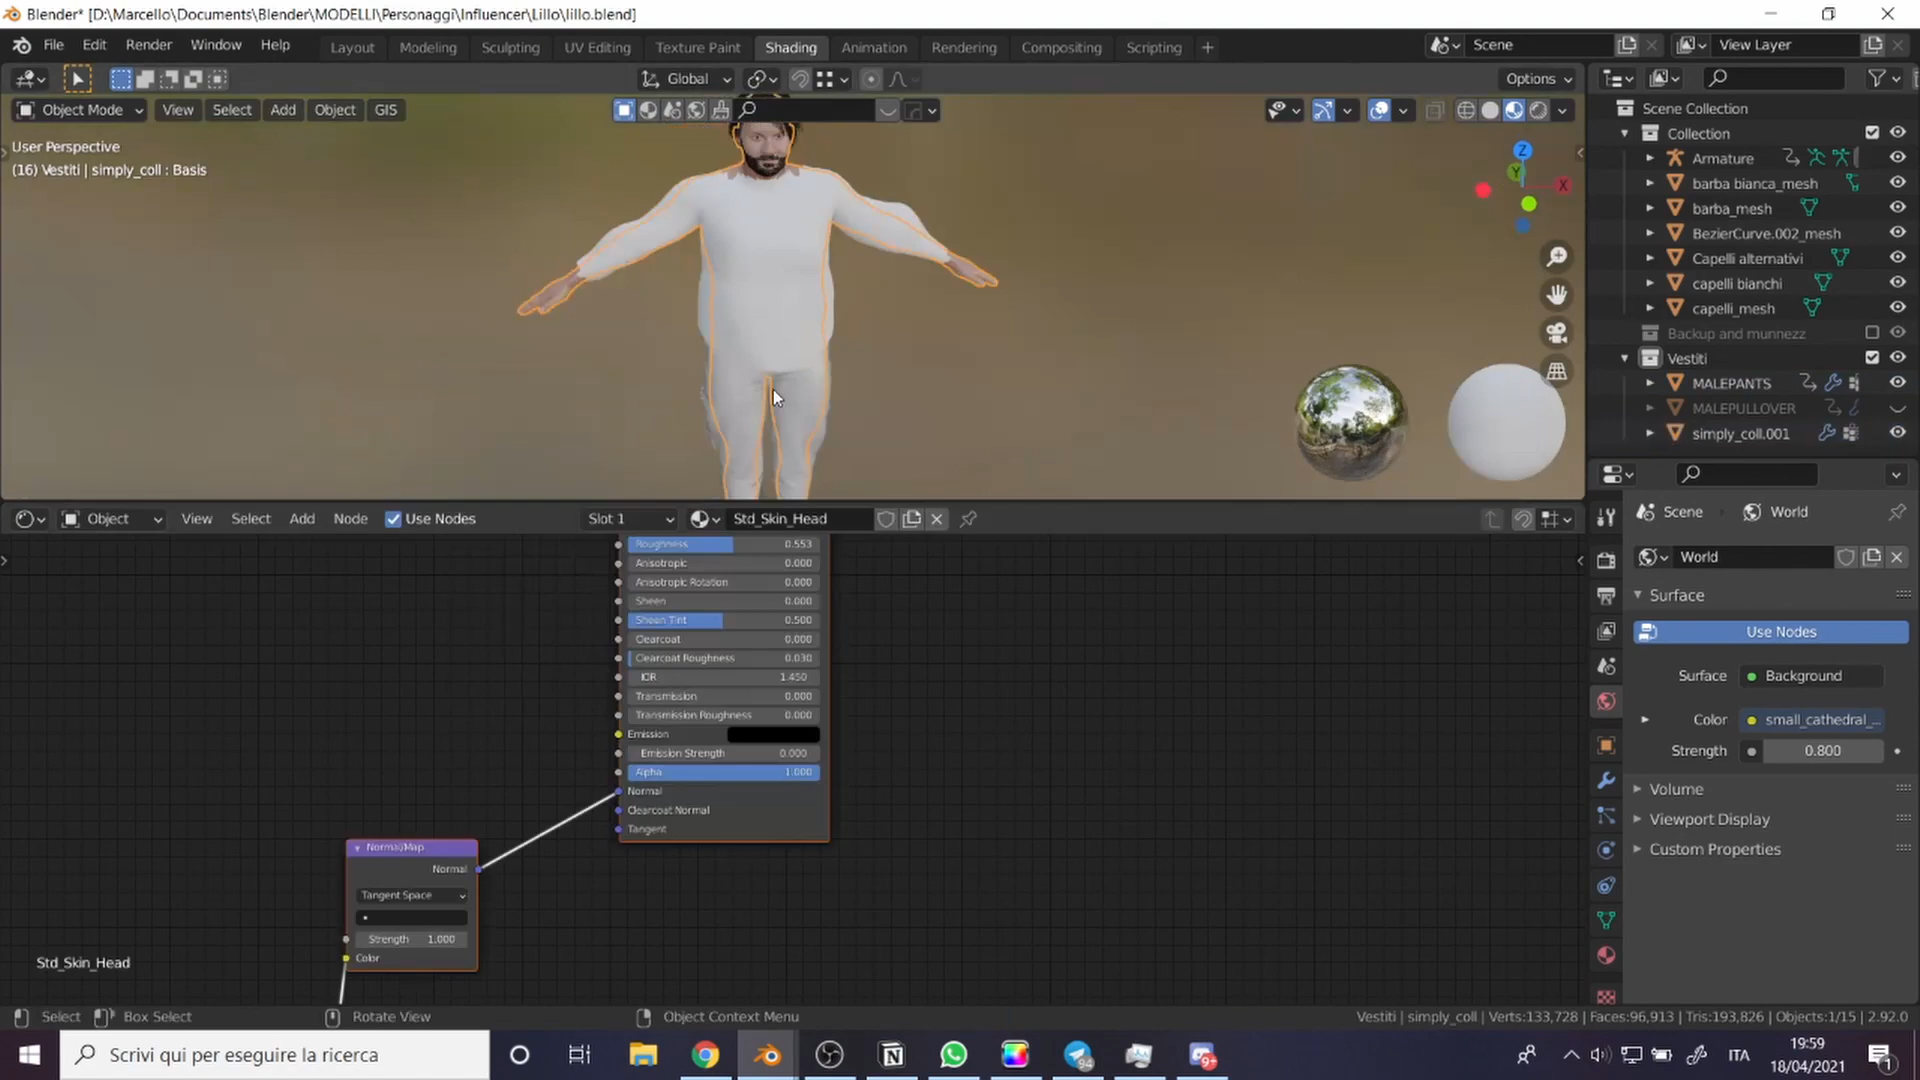 Blender* [D:\Marcello\Documents\Blender\MODELLI\Personaggi\Influencer\Lillo\lillo.blend]
File Edit Render Window Help Layout Modeling Sculpting UV Editing Texture Paint Shading Animation Rendering Compositing Scripting + Scene View Layer
Global Options
Object Mode View Select Add Object GIS
User Perspective
(16) Vestiti | simply_coll : Basis
Z
Y
X
Scene Collection
Collection
Armature
barba bianca_mesh
barba_mesh
BezierCurve.002_mesh
Capelli alternativi
capelli bianchi
capelli_mesh
Backup and munnezz
Vestiti
MALEPANTS
MALEPULLOVER
simply_coll.001
Object View Select Add Node Use Nodes Slot 1 Std_Skin_Head
Roughness 0.553
Anisotropic 0.000
Anisotropic Rotation 0.000
Sheen 0.000
Sheen Tint 0.500
Clearcoat 0.000
Clearcoat Roughness 0.030
IOR 1.450
Transmission 0.000
Transmission Roughness 0.000
Emission
Emission Strength 0.000
Alpha 1.000
Normal
Clearcoat Normal
Tangent
Normal Map
Normal
Tangent Space
Strength 1.000
Color
Std_Skin_Head
Scene World
World
Surface
Use Nodes
Surface Background
Color small_cathedral_...
Strength 0.800
Volume
Viewport Display
Custom Properties
Select Box Select Rotate View Object Context Menu
Vestiti | simply_coll | Verts:133,728 | Faces:96,913 | Tris:193,826 | Objects:1/15 | 2.92.0
Scrivi qui per eseguire la ricerca
94
9+
ITA
19:59
18/04/2021
1